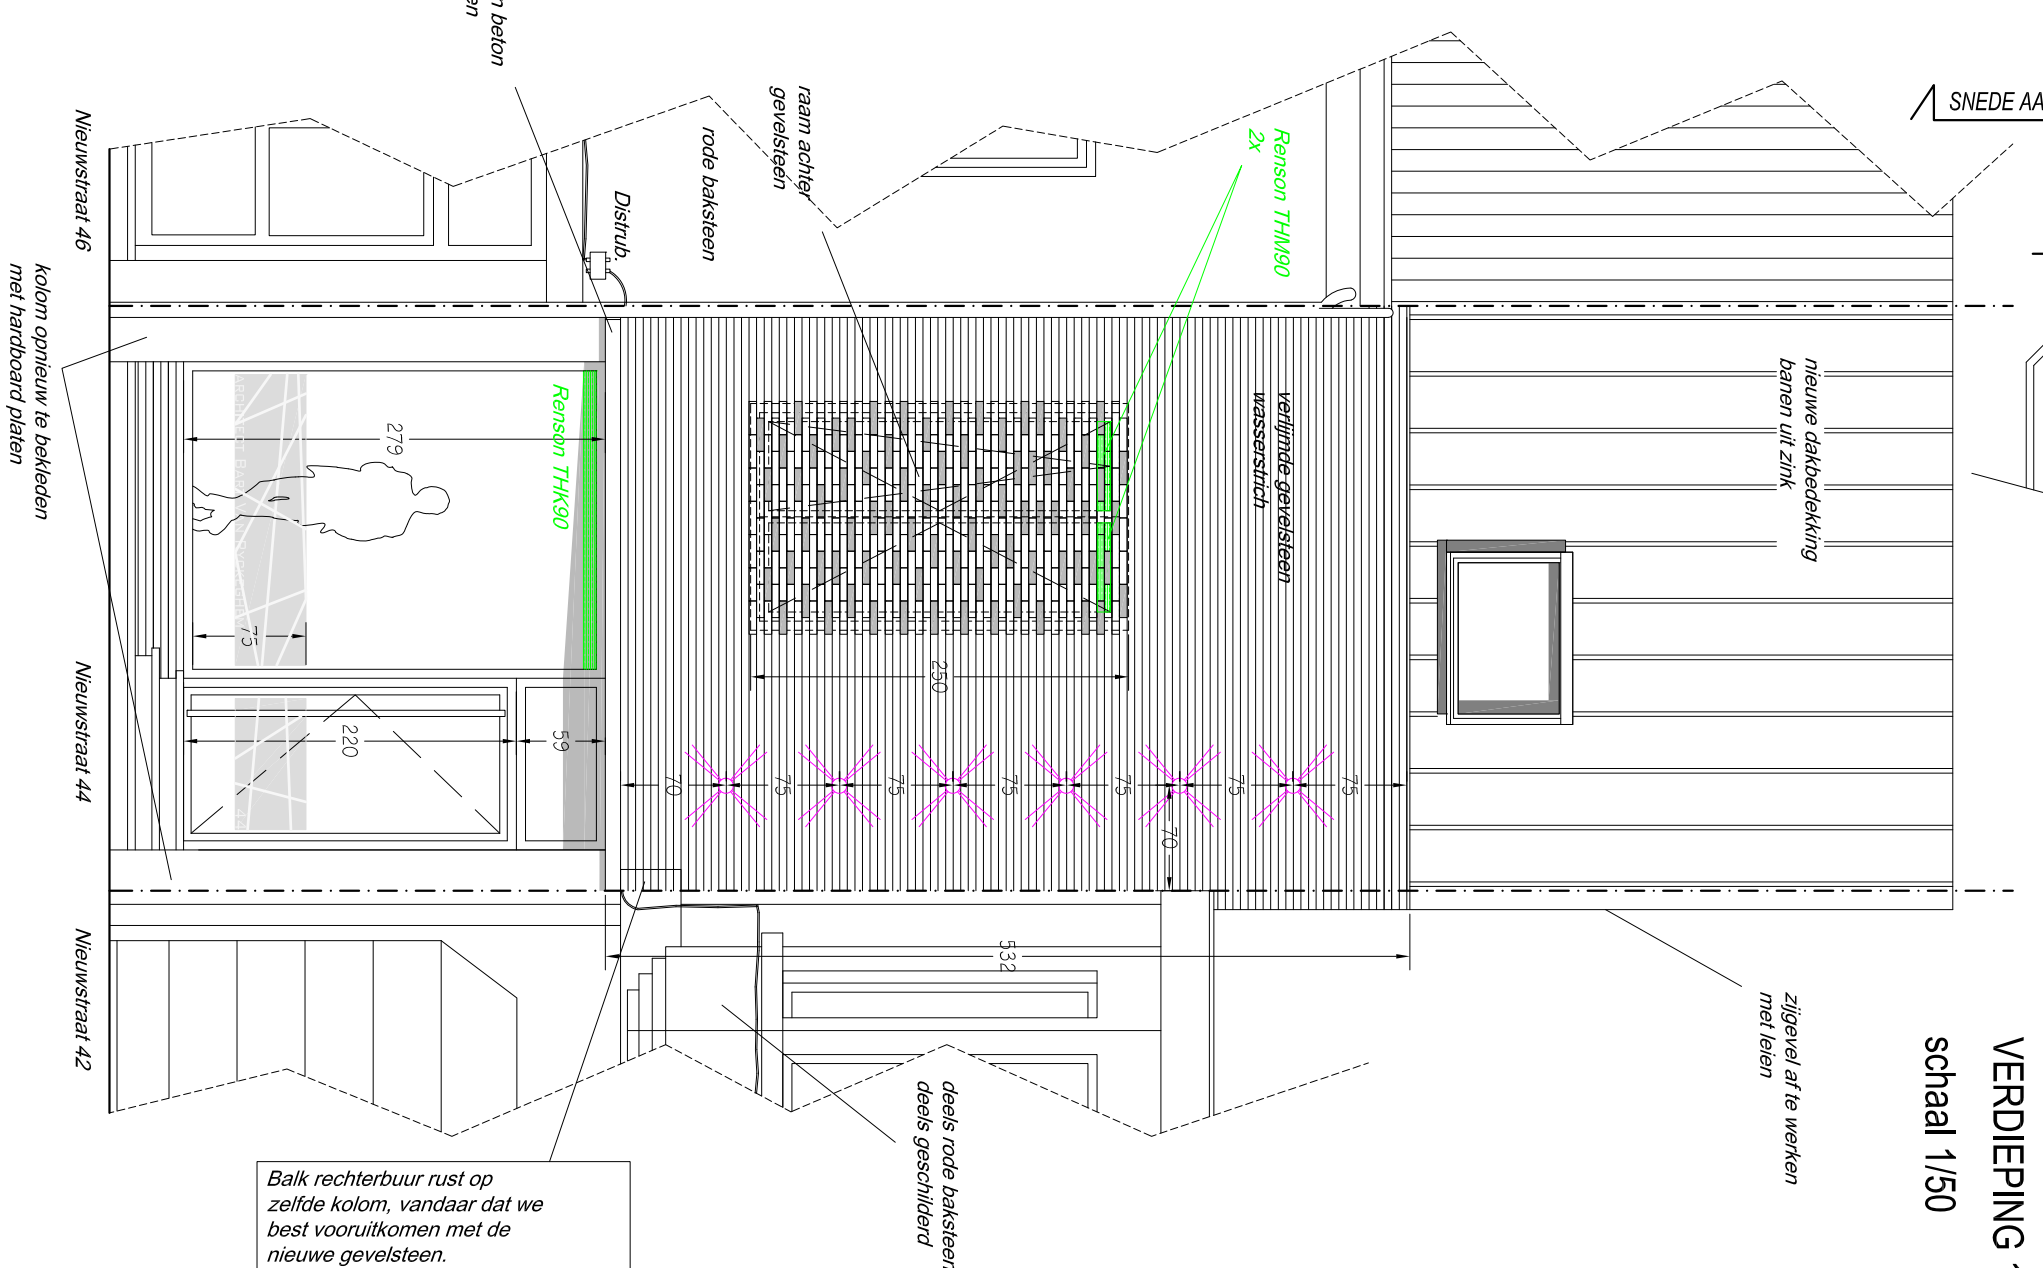 SNEDE AA
VERDIEPING
schaal 1/50
nieuwe dakbedekking
banen uit zink
zijgevel af te werken
met leien
Renson THM90
2x
verlijmde gevelsteen
wasserstrich
raam achter
gevelsteen
rode baksteen
Distrub.
n beton
en
Renson THK90
deels rode baksteen
deels geschilderd
279
75
220
59
250
70
75
75
75
75
75
75
70
532
44
Nieuwstraat 46
Nieuwstraat 44
Nieuwstraat 42
kolom opnieuw te bekleden
met hardboard platen
Balk rechterbuur rust op
zelfde kolom, vandaar dat we
best vooruitkomen met de
nieuwe gevelsteen.